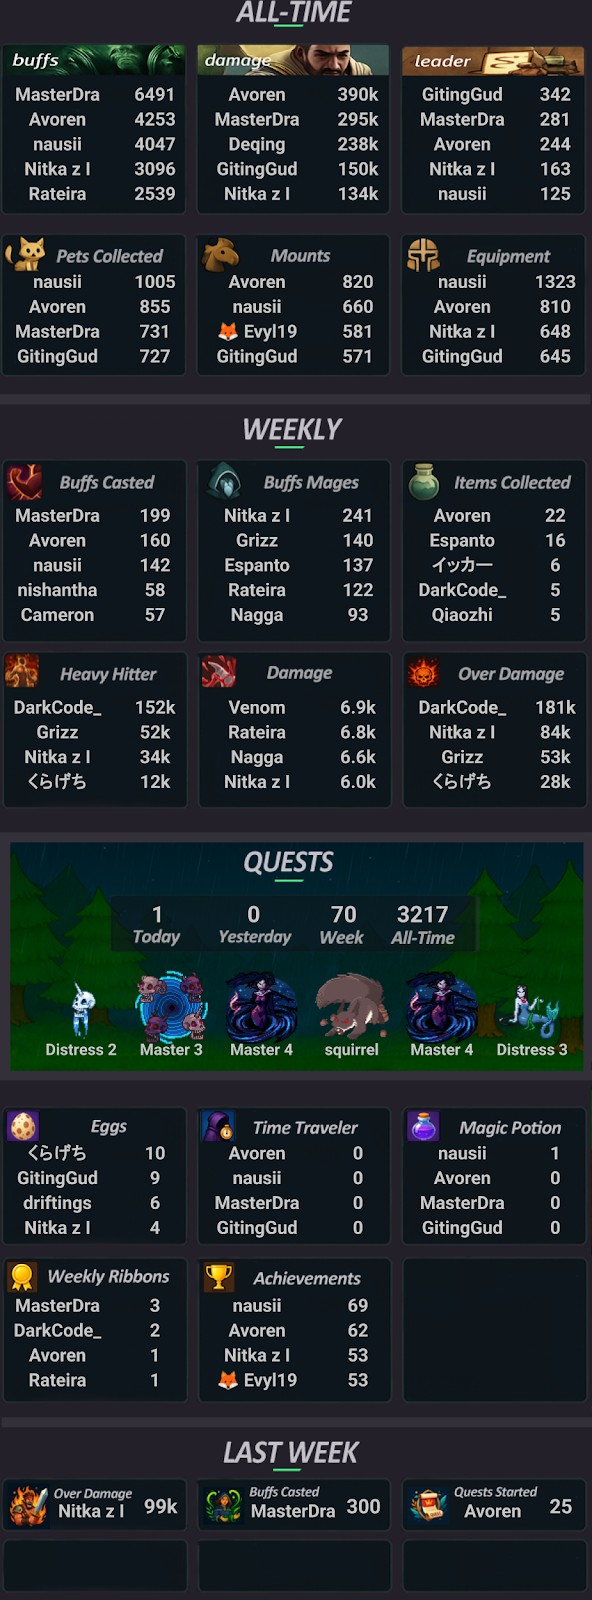 ALL-TIME
buffs
MasterDra 6491
Avoren 4253
nausii 4047
Nitka z l 3096
Rateira 2539
damage
Avoren 390k
MasterDra 295k
Deqing 238k
GitingGud 150k
Nitka z l 134k
leader
GitingGud 342
MasterDra 281
Avoren 244
Nitka z l 163
nausii 125
Pets Collected
nausii 1005
Avoren 855
MasterDra 731
GitingGud 727
Mounts
Avoren 820
nausii 660
🦊 Evyl19 581
GitingGud 571
Equipment
nausii 1323
Avoren 810
Nitka z l 648
GitingGud 645
WEEKLY
Buffs Casted
MasterDra 199
Avoren 160
nausii 142
nishantha 58
Cameron 57
Buffs Mages
Nitka z l 241
Grizz 140
Espanto 137
Rateira 122
Nagga 93
Items Collected
Avoren 22
Espanto 16
イッカー 6
DarkCode_ 5
Qiaozhi 5
Heavy Hitter
DarkCode_ 152k
Grizz 52k
Nitka z l 34k
くらげち 12k
Damage
Venom 6.9k
Rateira 6.8k
Nagga 6.6k
Nitka z l 6.0k
Over Damage
DarkCode_ 181k
Nitka z l 84k
Grizz 53k
くらげち 28k
QUESTS
1 0 70 3217
Today Yesterday Week All-Time
Distress 2 Master 3 Master 4 squirrel Master 4 Distress 3
Eggs
くらげち 10
GitingGud 9
driftings 6
Nitka z l 4
Time Traveler
Avoren 0
nausii 0
MasterDra 0
GitingGud 0
Magic Potion
nausii 1
Avoren 0
MasterDra 0
GitingGud 0
Weekly Ribbons
MasterDra 3
DarkCode_ 2
Avoren 1
Rateira 1
Achievements
nausii 69
Avoren 62
Nitka z l 53
🦊 Evyl19 53
LAST WEEK
Over Damage
Nitka z l 99k
Buffs Casted
MasterDra 300
Quests Started
Avoren 25